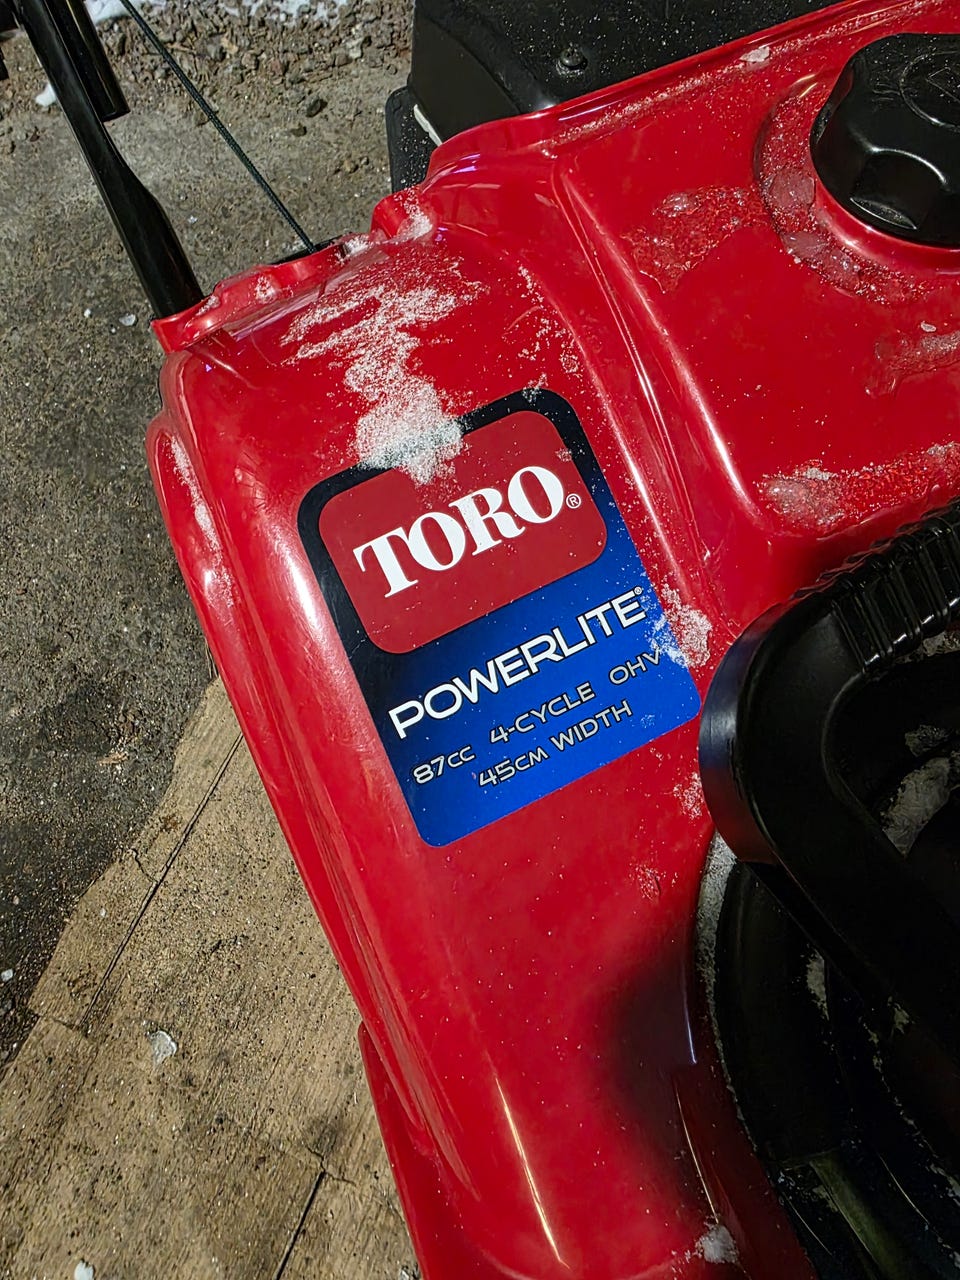 TORO®
POWERLITE®
87cc 4-CYCLE OHV
45cm WIDTH